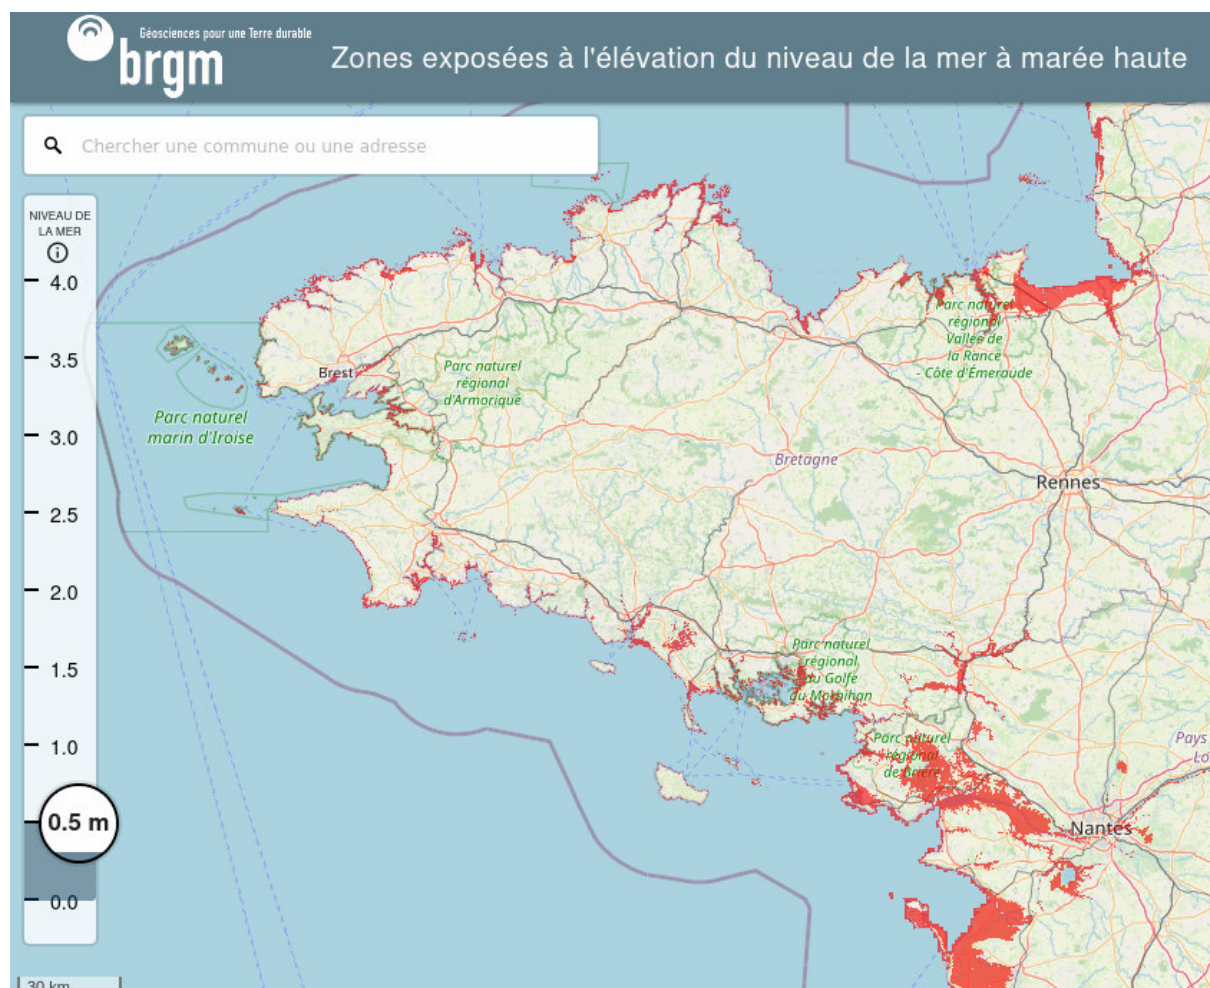 Géosciences pour une Terre durable
brgm
Zones exposées à l'élévation du niveau de la mer à marée haute
Chercher une commune ou une adresse
NIVEAU DE
LA MER
4.0
3.5
3.0
2.5
2.0
1.5
1.0
0.5 m
0.0
30 km
Brest
Parc naturel
régional
d'Armorique
Parc naturel
marin d'Iroise
Parc naturel
régional
Vallée de
la Rance
- Côte d'Émeraude
Bretagne
Rennes
Parc naturel
régional
du Golfe
du Morbihan
Parc naturel
régional
de Brière
Pays
Lo
Nantes